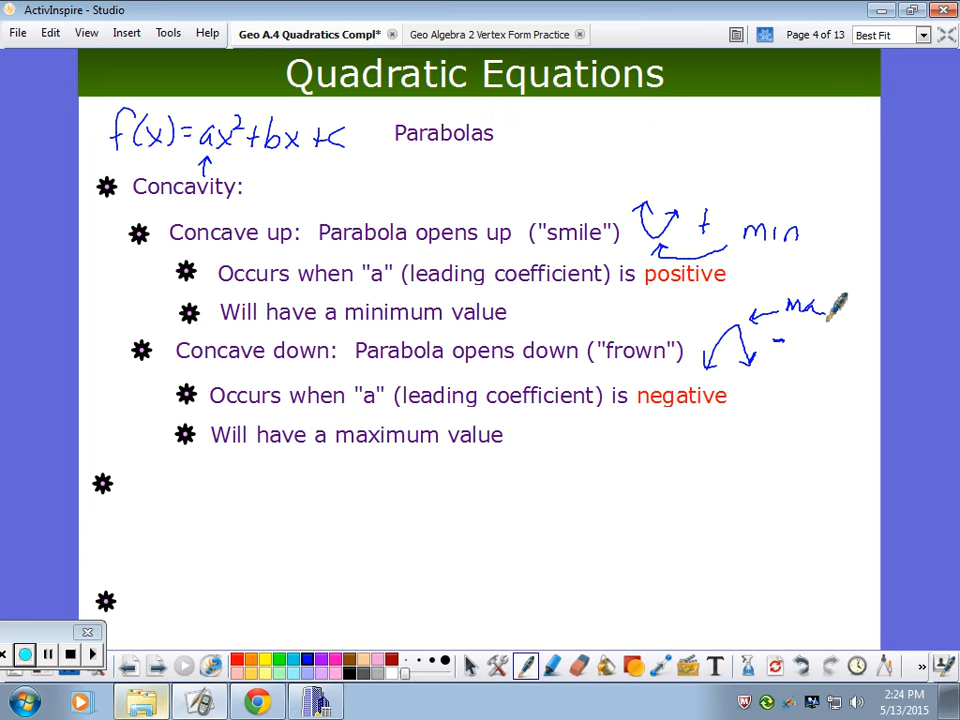 ActivInspire - Studio
File Edit View Insert Tools Help Geo A.4 Quadratics Compl* Geo Algebra 2 Vertex Form Practice Page 4 of 13 Best Fit
Quadratic Equations
f(x)=ax²+bx+c Parabolas
Concavity:
Concave up: Parabola opens up ("smile") + min
Occurs when "a" (leading coefficient) is positive
Will have a minimum value
Ma
Concave down: Parabola opens down ("frown") -
Occurs when "a" (leading coefficient) is negative
Will have a maximum value
T »
2:24 PM
5/13/2015